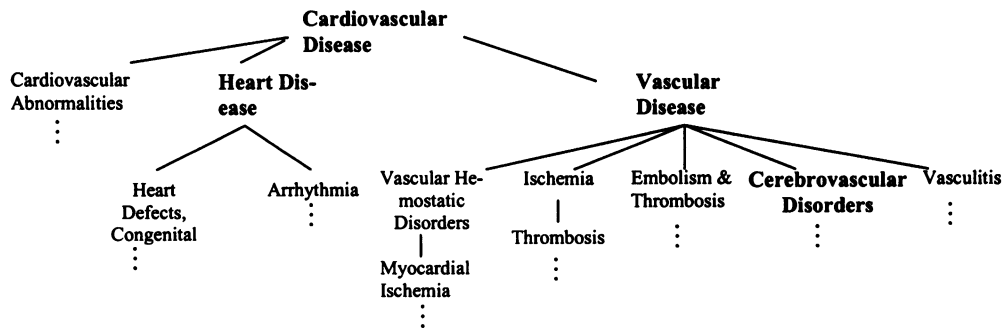 Cardiovascular
Disease
Cardiovascular
Abnormalities
Heart Dis-
ease
Vascular
Disease
Heart
Defects,
Congenital
Arrhythmia
Vascular He-
mostatic
Disorders
Ischemia
Embolism &
Thrombosis
Cerebrovascular
Disorders
Vasculitis
Thrombosis
Myocardial
Ischemia